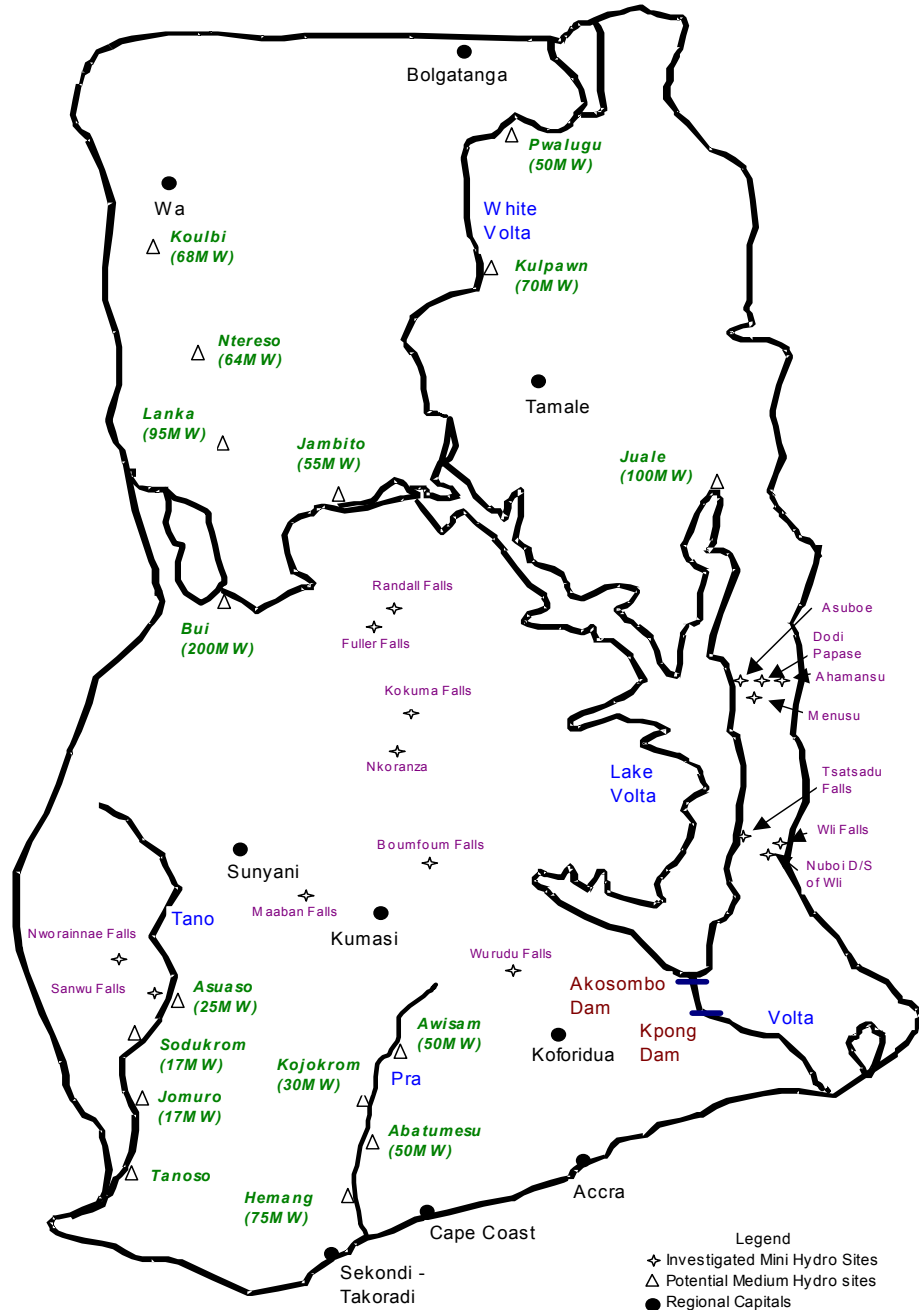 Bolgatanga
Pwalugu
(50MW)
Wa
White
Volta
Koulbi
(68MW)
Kulpawn
(70MW)
Ntereso
(64MW)
Tamale
Lanka
(95MW)
Jambito
(55MW)
Juale
(100MW)
Randall Falls
Fuller Falls
Bui
(200MW)
Asuboe
Dodi
Papase
Ahamansu
Menusu
Kokuma Falls
Nkoranza
Lake
Volta
Tsatsadu
Falls
Wli Falls
Nuboi D/S
of Wli
Boumfoum Falls
Sunyani
Maaban Falls
Kumasi
Tano
Nworainnae Falls
Sanwu Falls
Wurudu Falls
Asuaso
(25MW)
Akosombo
Dam
Volta
Kpong
Dam
Koforidua
Awisam
(50MW)
Sodukrom
(17MW)
Kojokrom
(30MW)
Pra
Jomuro
(17MW)
Abatumesu
(50MW)
Tanoso
Hemang
(75MW)
Accra
Cape Coast
Sekondi -
Takoradi
Legend
Investigated Mini Hydro Sites
Potential Medium Hydro sites
Regional Capitals